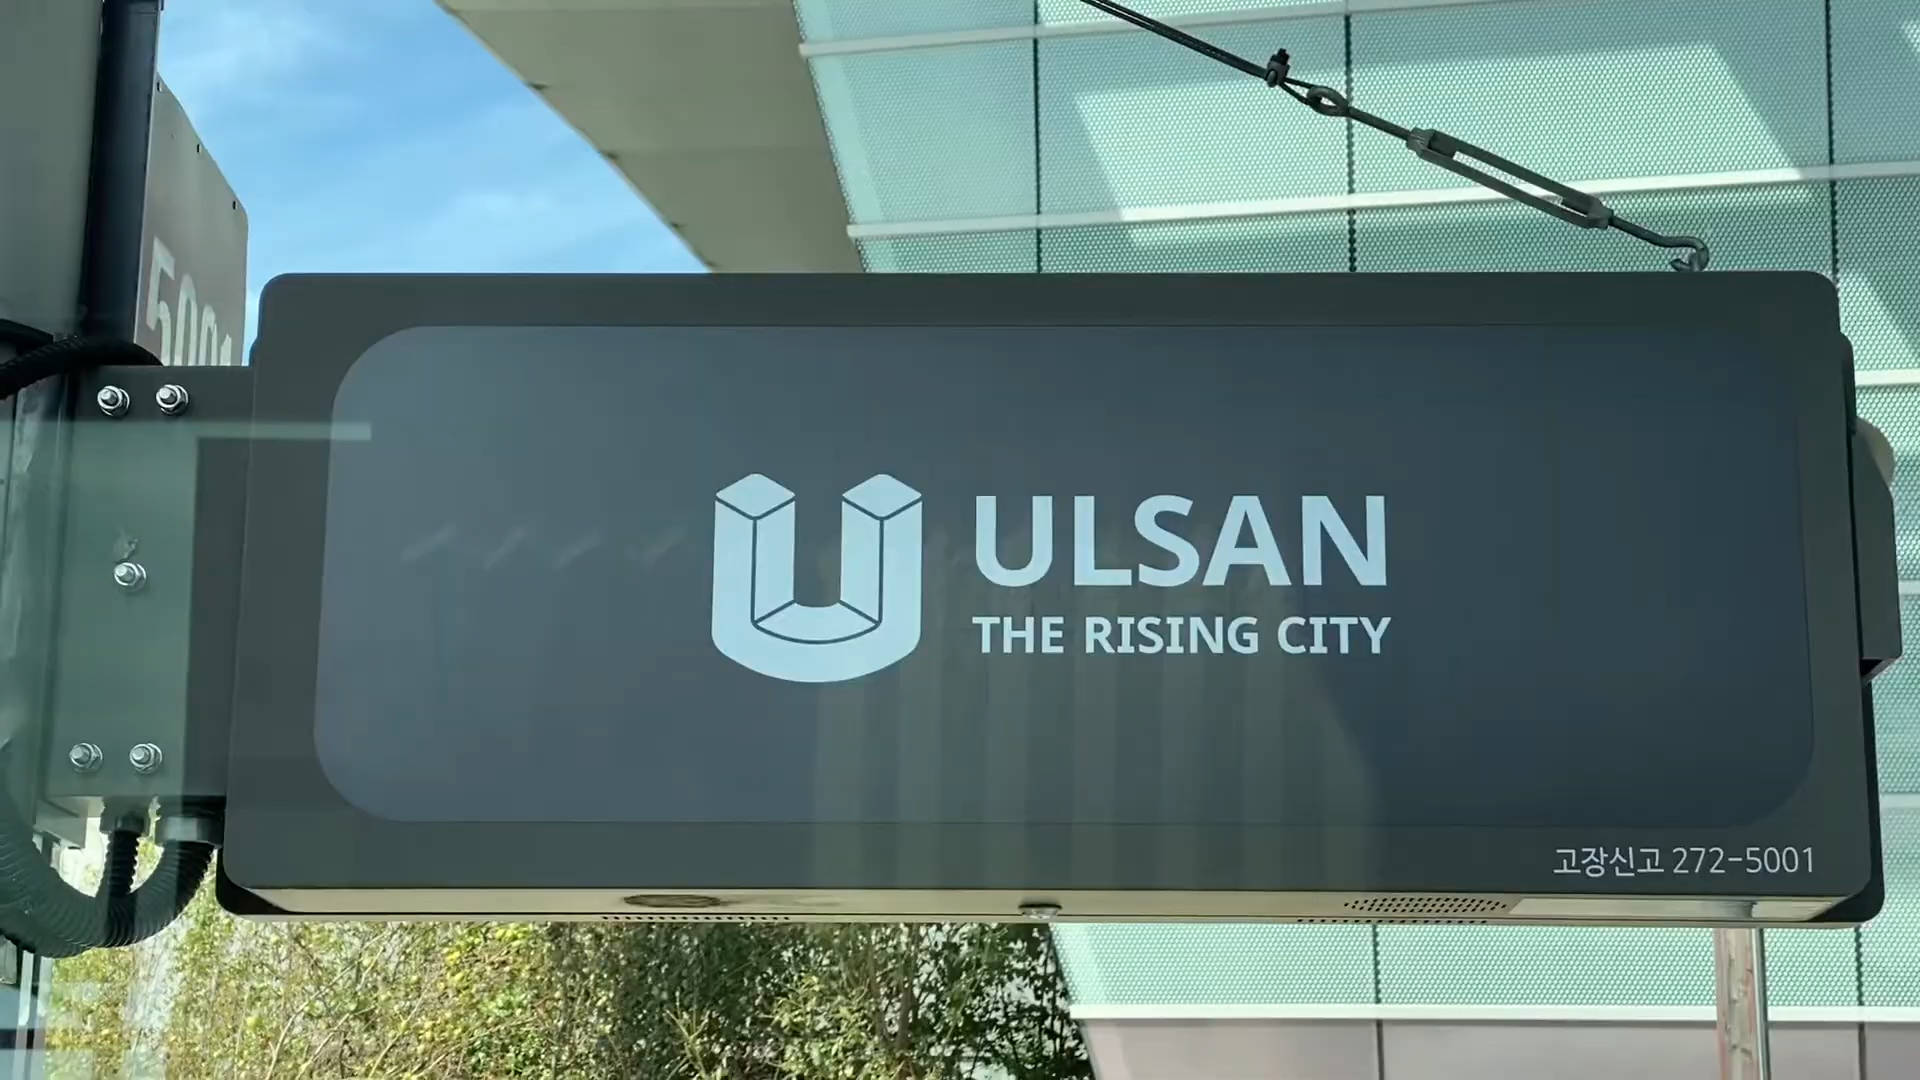 ULSAN
THE RISING CITY
고장신고 272-5001